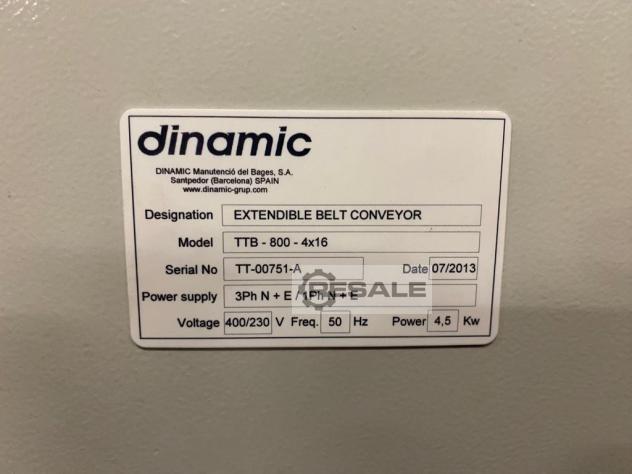 dinamic
DINAMIC Manutenció del Bages, S.A.
Santpedor (Barcelona) SPAIN
www.dinamic-grup.com
Designation EXTENDIBLE BELT CONVEYOR
Model TTB - 800 - 4x16
Serial No TT-00751-A Date 07/2013
RESALE
Power supply 3Ph N + E / 1Ph N + E
Voltage 400/230 V Freq. 50 Hz Power 4,5 Kw